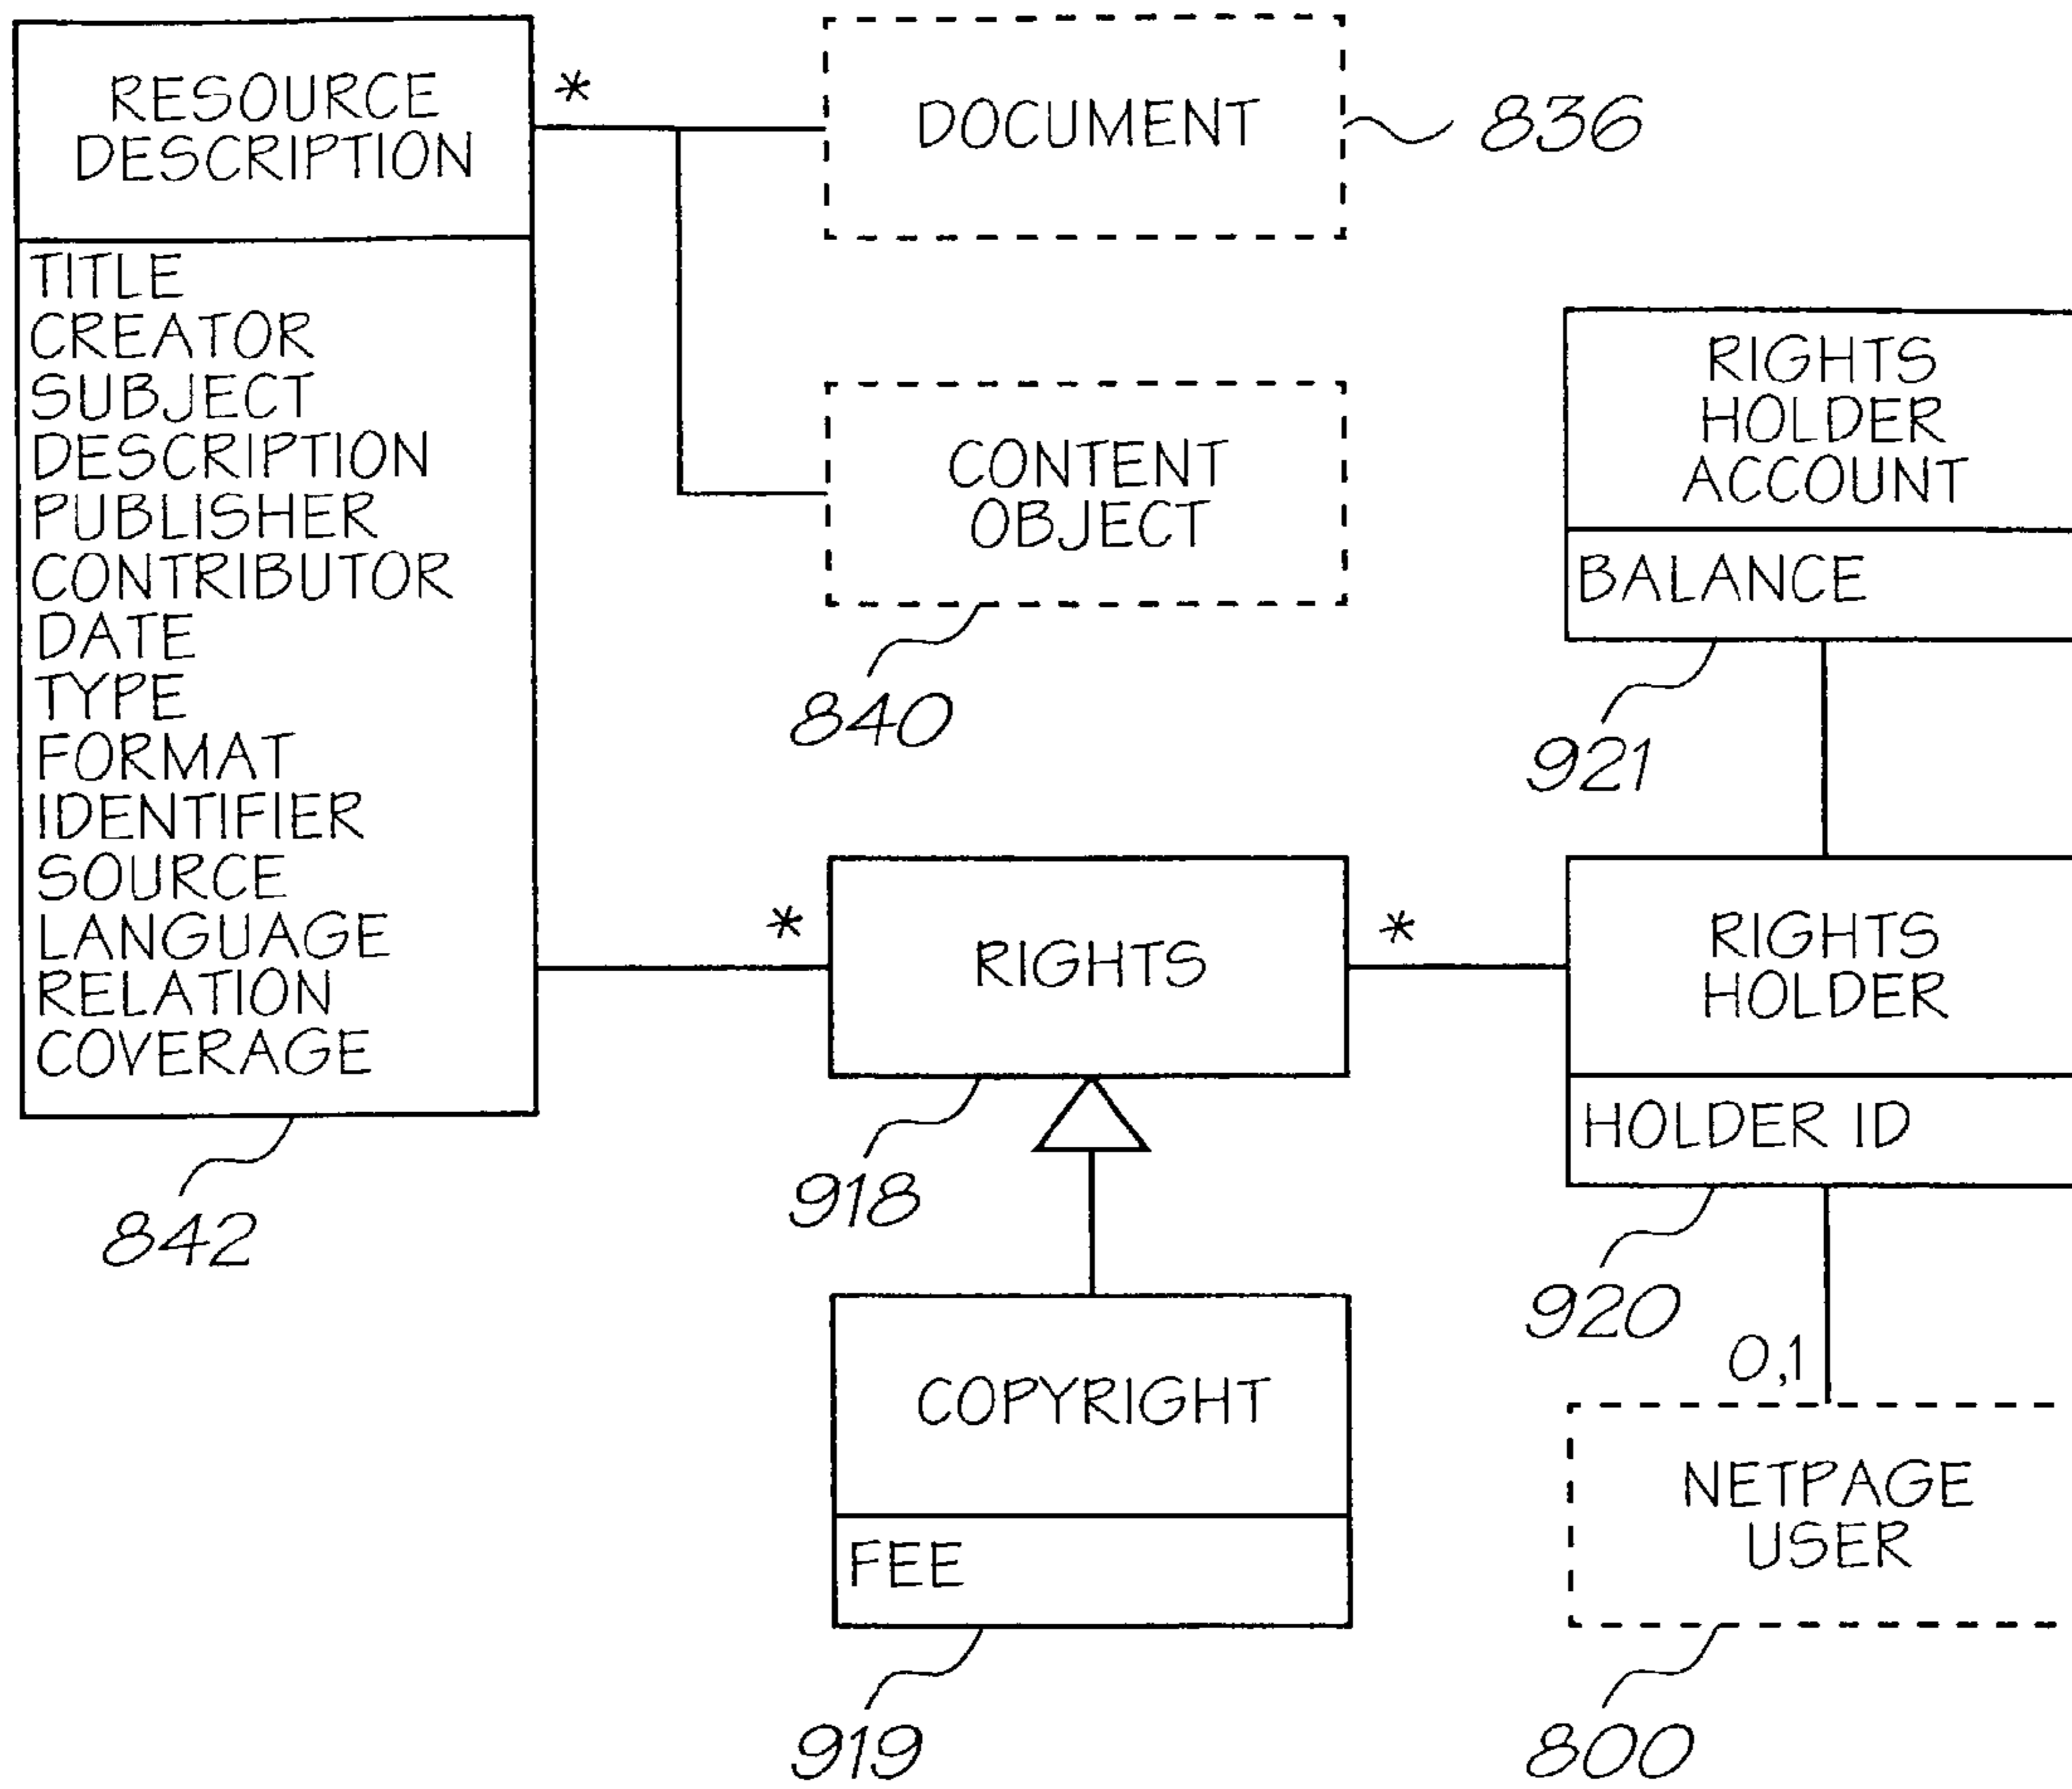 RESOURCE
DESCRIPTION
*
TITLE
CREATOR
SUBJECT
DESCRIPTION
PUBLISHER
CONTRIBUTOR
DATE
TYPE
FORMAT
IDENTIFIER
SOURCE
LANGUAGE
RELATION
COVERAGE
842
DOCUMENT
836
CONTENT
OBJECT
840
RIGHTS
HOLDER
ACCOUNT
BALANCE
921
*
RIGHTS
918
*
RIGHTS
HOLDER
HOLDER ID
920
0,1
COPYRIGHT
FEE
919
NETPAGE
USER
800